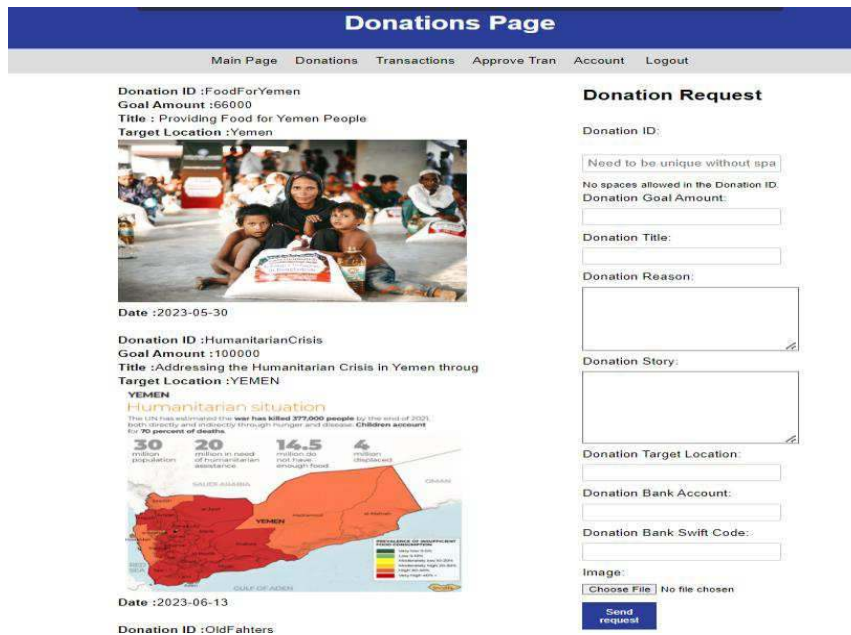 Donations Page
Main Page Donations Transactions Approve Tran Account Logout
Donation ID :FoodForYemen
Goal Amount :66000
Title : Providing Food for Yemen People
Target Location :Yemen
Date :2023-05-30
Donation ID :HumanitarianCrisis
Goal Amount :100000
Title :Addressing the Humanitarian Crisis in Yemen throug
Target Location :YEMEN
YEMEN
Humanitarian situation
The UN has estimated the war has killed 377,000 people by the end of 2021,
both directly and indirectly through hunger and disease. Children account
for 70 percent of deaths.
30
million
population
20
million in need
of humanitarian
assistance
14.5
million do
not have
enough food
4
million
displaced
SAUDI ARABIA
OMAN
YEMEN
RED
SEA
GULF OF ADEN
PREVALENCE OF INSUFFICIENT
FOOD CONSUMPTION
Date :2023-06-13
Donation ID :OldFahters
Donation Request
Donation ID:
Need to be unique without spa
No spaces allowed in the Donation ID.
Donation Goal Amount:
Donation Title:
Donation Reason:
Donation Story:
Donation Target Location:
Donation Bank Account:
Donation Bank Swift Code:
Image:
Choose File No file chosen
Send
request